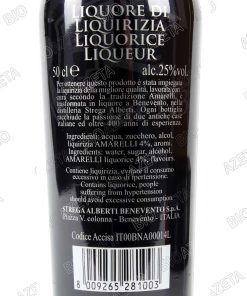 LIQUORE DI
LIQUIRIZIA
LIQUORICE
LIQUEUR
50 cl e alc.25%vol.
Per ottenere questo prodotto è stata impiegata la
liquirizia della migliore qualità, lavorata con
secondo la tradizione Amarelli, e
trasformata in liquore a Benevento, nella
distilleria Strega Alberti. Ogni bottiglia
racchiude la passione di due antiche case
ed oltre 400 anni di esperienza.
Ingredienti: acqua, zucchero, alcol,
liquirizia AMARELLI 4%, aromi.
Ingredients: water, sugar, alcohol,
AMARELLI liquorice 4%, flavours.
Contiene liquirizia, evitare il consumo
eccessivo in caso di ipertensione.
Contains liquorice, people
suffering from hypertension
should avoid excessive consumption.
STREGA ALBERTI BENEVENTO S.p.A.
Piazza V. colonna - Benevento - ITALIA
Codice Accisa IT00BNA00014L
8 009265 281003
AZETA
BIO